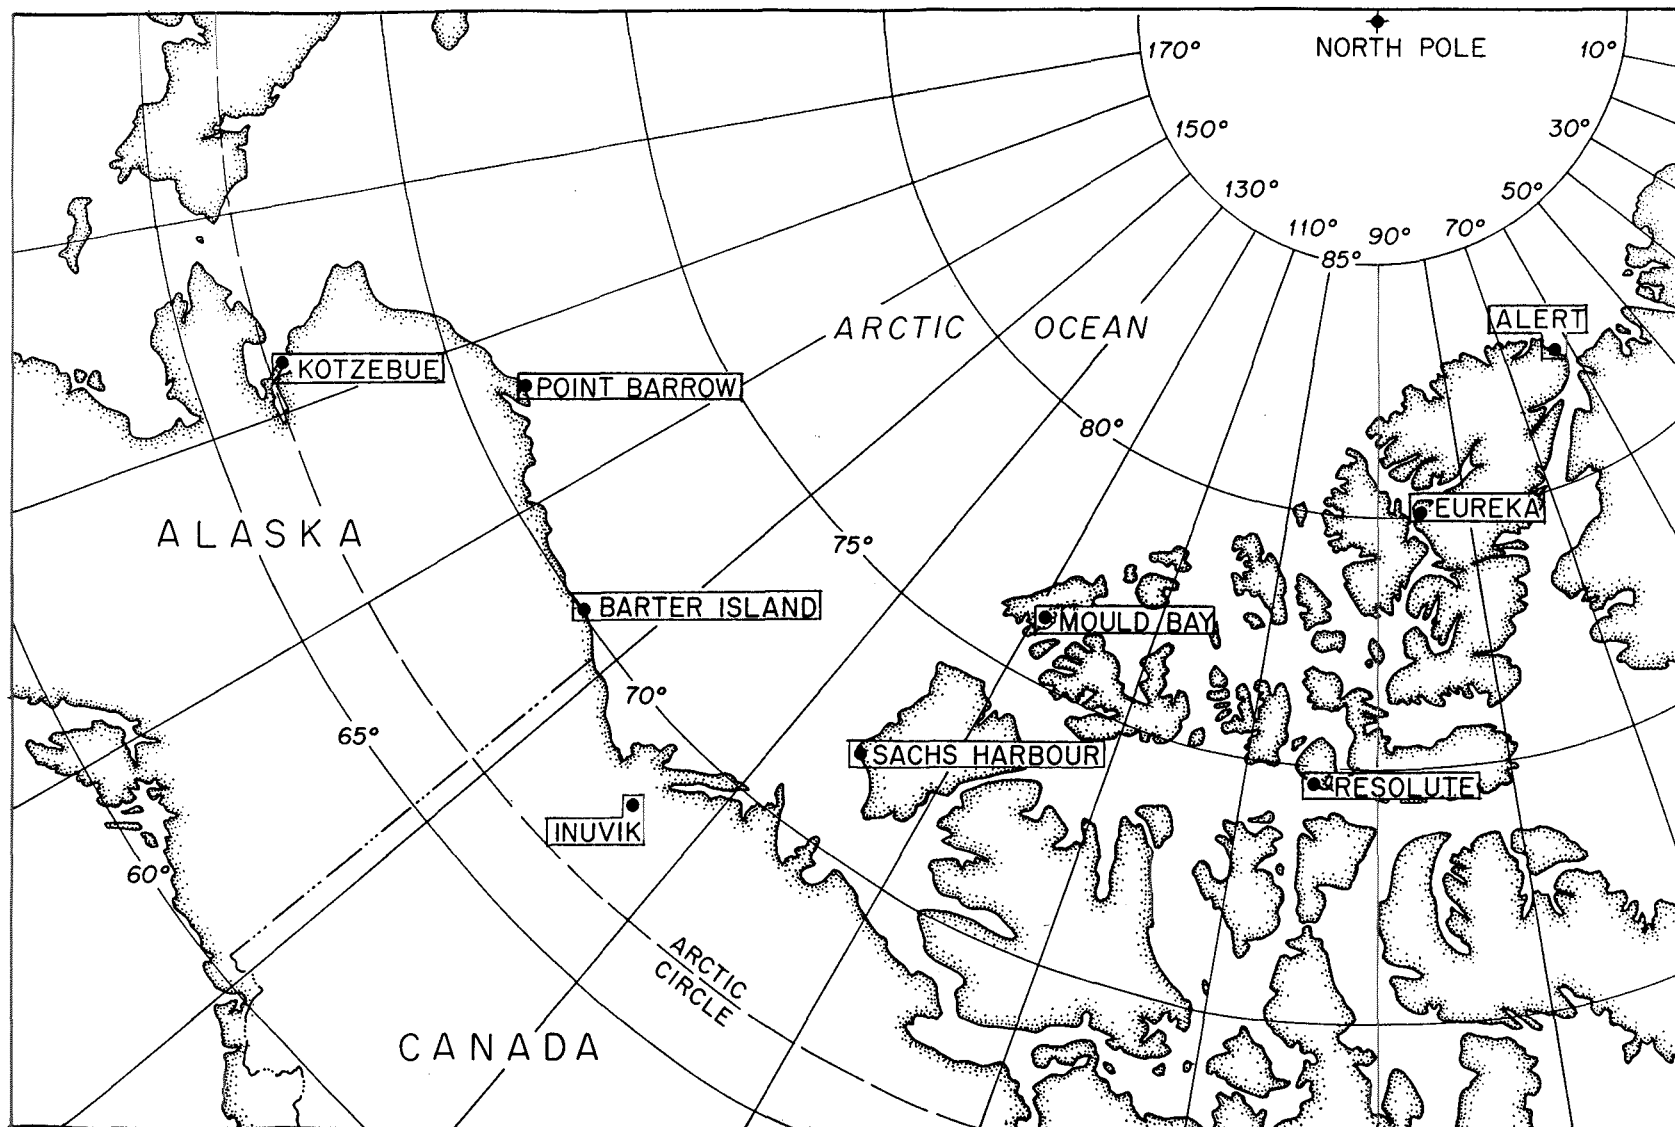 NORTH POLE
170°
10°
150°
30°
130°
50°
110°
90°
70°
85°
ARCTIC OCEAN
ALERT
KOTZEBUE
POINT BARROW
80°
EUREKA
ALASKA
75°
BARTER ISLAND
MOULD BAY
70°
65°
SACHS HARBOUR
RESOLUTE
INUVIK
60°
ARCTIC
CIRCLE
CANADA